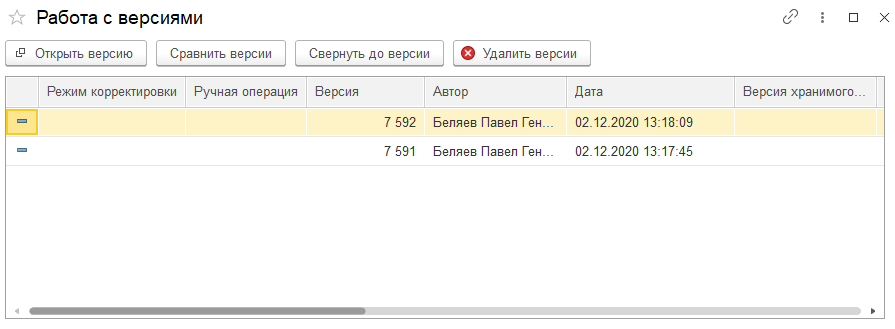 Работа с версиями
Открыть версию Сравнить версии Свернуть до версии Удалить версии
Режим корректировки Ручная операция Версия Автор Дата Версия хранимого...
7 592 Беляев Павел Ген... 02.12.2020 13:18:09
7 591 Беляев Павел Ген... 02.12.2020 13:17:45